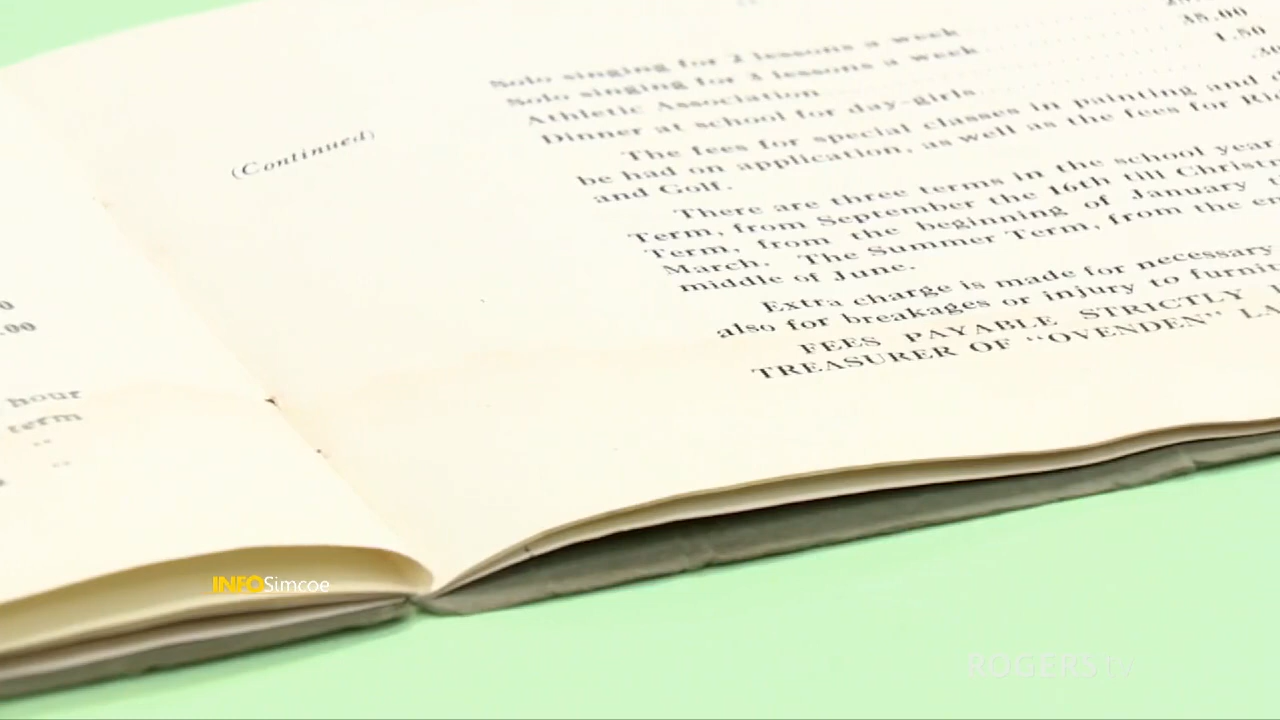 (Continued)
Solo singing for 2 lessons a week
Solo singing for 3 lessons a week 35.00
Athletic Association 1.50
Dinner at school for day-girls
The fees for special classes in painting and
be had on application, as well as the fees for
and Golf.
There are three terms in the school year,
Term, from September the 16th till
Term, from the beginning of January
March. The Summer Term, from the
middle of June.
Extra charge is made for necessary
also for breakages or injury to
FEES PAYABLE STRICTLY
TREASURER OF "OVENDEN"
.00
hour
term
"
"
INFOSimcoe
ROGERStv